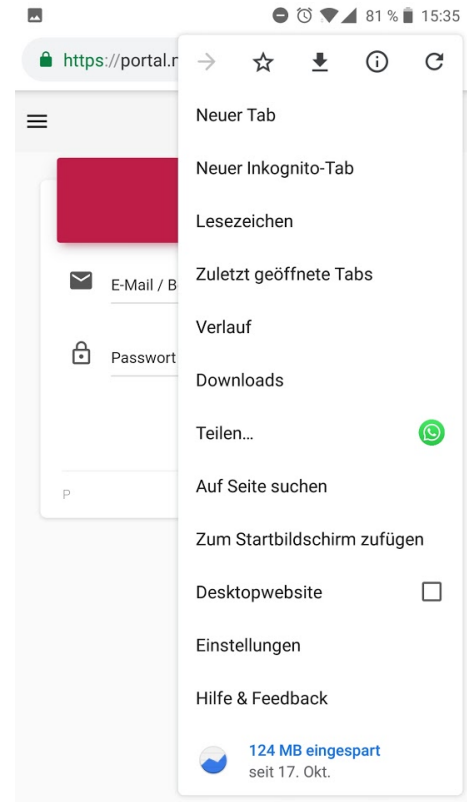 81 % 15:35
https://portal.r
Neuer Tab
Neuer Inkognito-Tab
Lesezeichen
Zuletzt geöffnete Tabs
E-Mail / B
Verlauf
Passwort
Downloads
Teilen...
Auf Seite suchen
P
Zum Startbildschirm zufügen
Desktopwebsite
Einstellungen
Hilfe & Feedback
124 MB eingespart
seit 17. Okt.